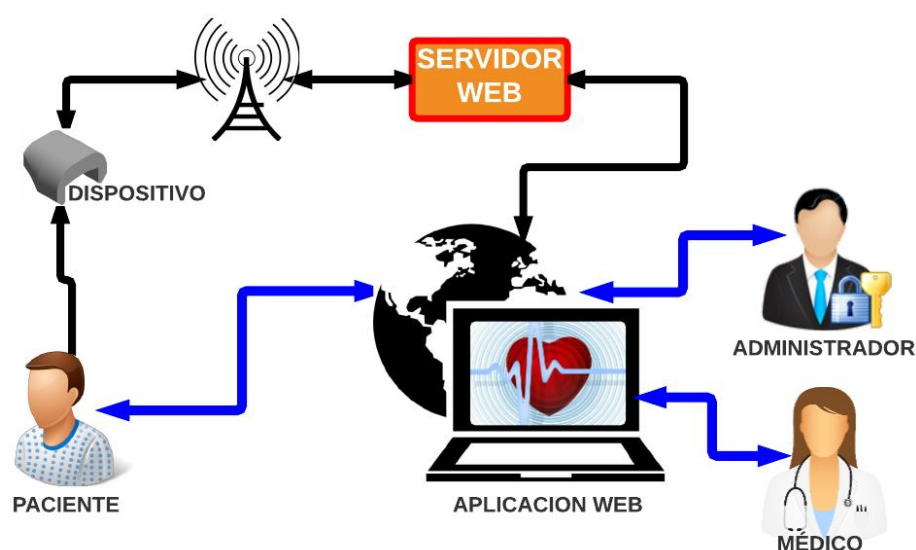 SERVIDOR
WEB
DISPOSITIVO
ADMINISTRADOR
PACIENTE
APLICACION WEB
MÉDICO